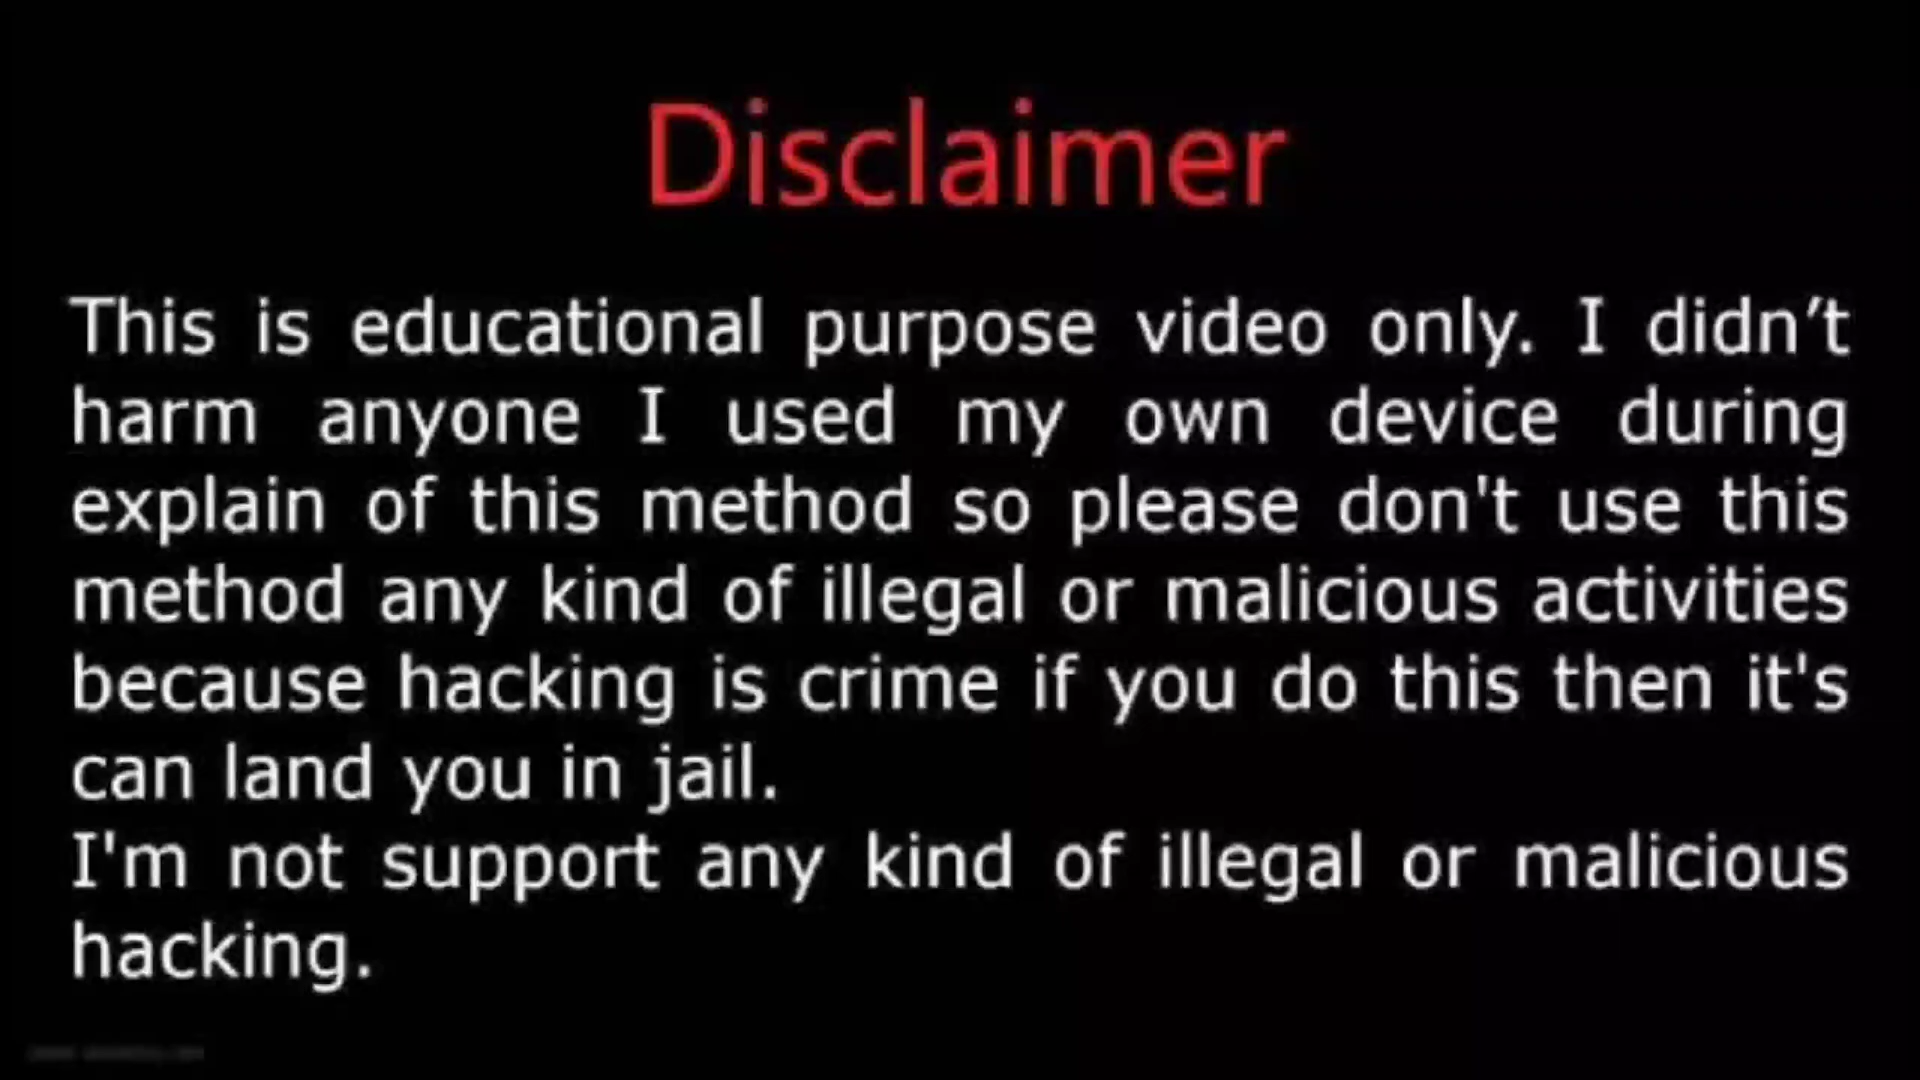 Disclaimer
This is educational purpose video only. I didn’t
harm anyone I used my own device during
explain of this method so please don't use this
method any kind of illegal or malicious activities
because hacking is crime if you do this then it's
can land you in jail.
I'm not support any kind of illegal or malicious
hacking.